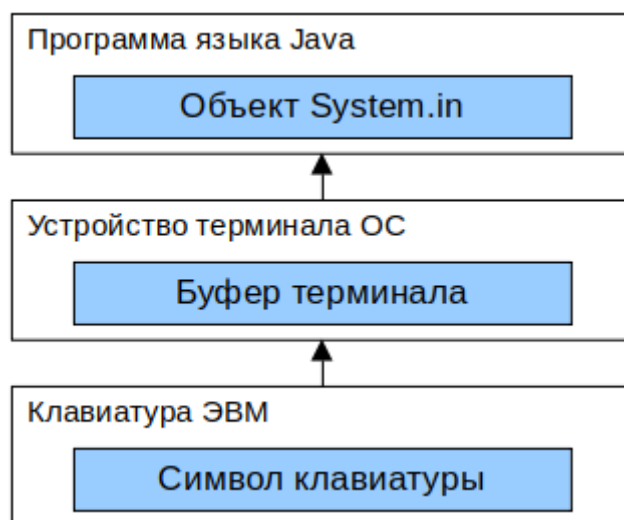 Программа языка Java
Объект System.in
Устройство терминала ОС
Буфер терминала
Клавиатура ЭВМ
Символ клавиатуры